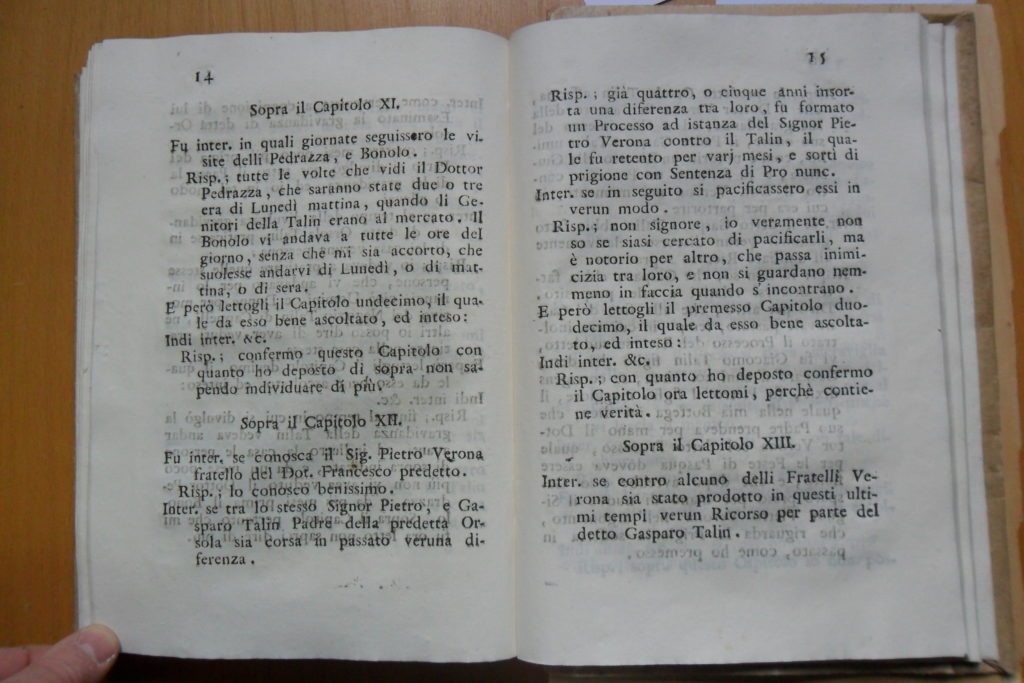 14
Sopra il Capitolo XI.
Fu inter. in quali giornate seguissero le vi-
site delli Pedrazza, e Bonolo.
Risp.; tutte le volte che vidi il Dottor
Pedrazza, che saranno state due o tre
era di Lunedì mattina, quando li Ge-
nitori della Talin erano al mercato. Il
Bonolo vi andava a tutte le ore del
giorno, senza che mi sia accorto, che
suolesse andarvi di Lunedì, o di mat-
tina, o di sera.
E però lettogli il Capitolo undecimo, il qua-
le da esso bene ascoltato, ed inteso:
Indi inter. &c.
Risp.; confermo questo Capitolo con
quanto ho deposto di sopra non sa-
pendo individuare di più.
Sopra il Capitolo XII.
Fu inter. se conosca il Sig. Pietro Verona
fratello del Dot. Francesco predetto.
Risp.; lo conosco benissimo.
Inter. se tra lo stesso Signor Pietro, e Ga-
sparo Talin Padre della predetta Or-
sola sia corsa in passato veruna di-
ferenza.
15
Risp.; già quattro, o cinque anni insor-
ta una diferenza tra loro, fu formato
un Processo ad istanza del Signor Pie-
tro Verona contro il Talin, il qua-
le fu retento per varj mesi, e sortì di
prigione con Sentenza di Pro nunc.
Inter. se in seguito si pacificassero essi in
verun modo.
Risp.; non signore, io veramente non
so se siasi cercato di pacificarli, ma
è notorio per altro, che passa inimi-
cizia tra loro, e non si guardano nem-
meno in faccia quando s' incontrano.
E però lettogli il premesso Capitolo duo-
decimo, il quale da esso bene ascolta-
to, ed inteso:
Indi inter. &c.
Risp.; con quanto ho deposto confermo
il Capitolo ora lettomi, perchè contie-
ne verità.
Sopra il Capitolo XIII.
Inter. se contro alcuno delli Fratelli Ve-
rona sia stato prodotto in questi ulti-
mi tempi verun Ricorso per parte del
detto Gasparo Talin.